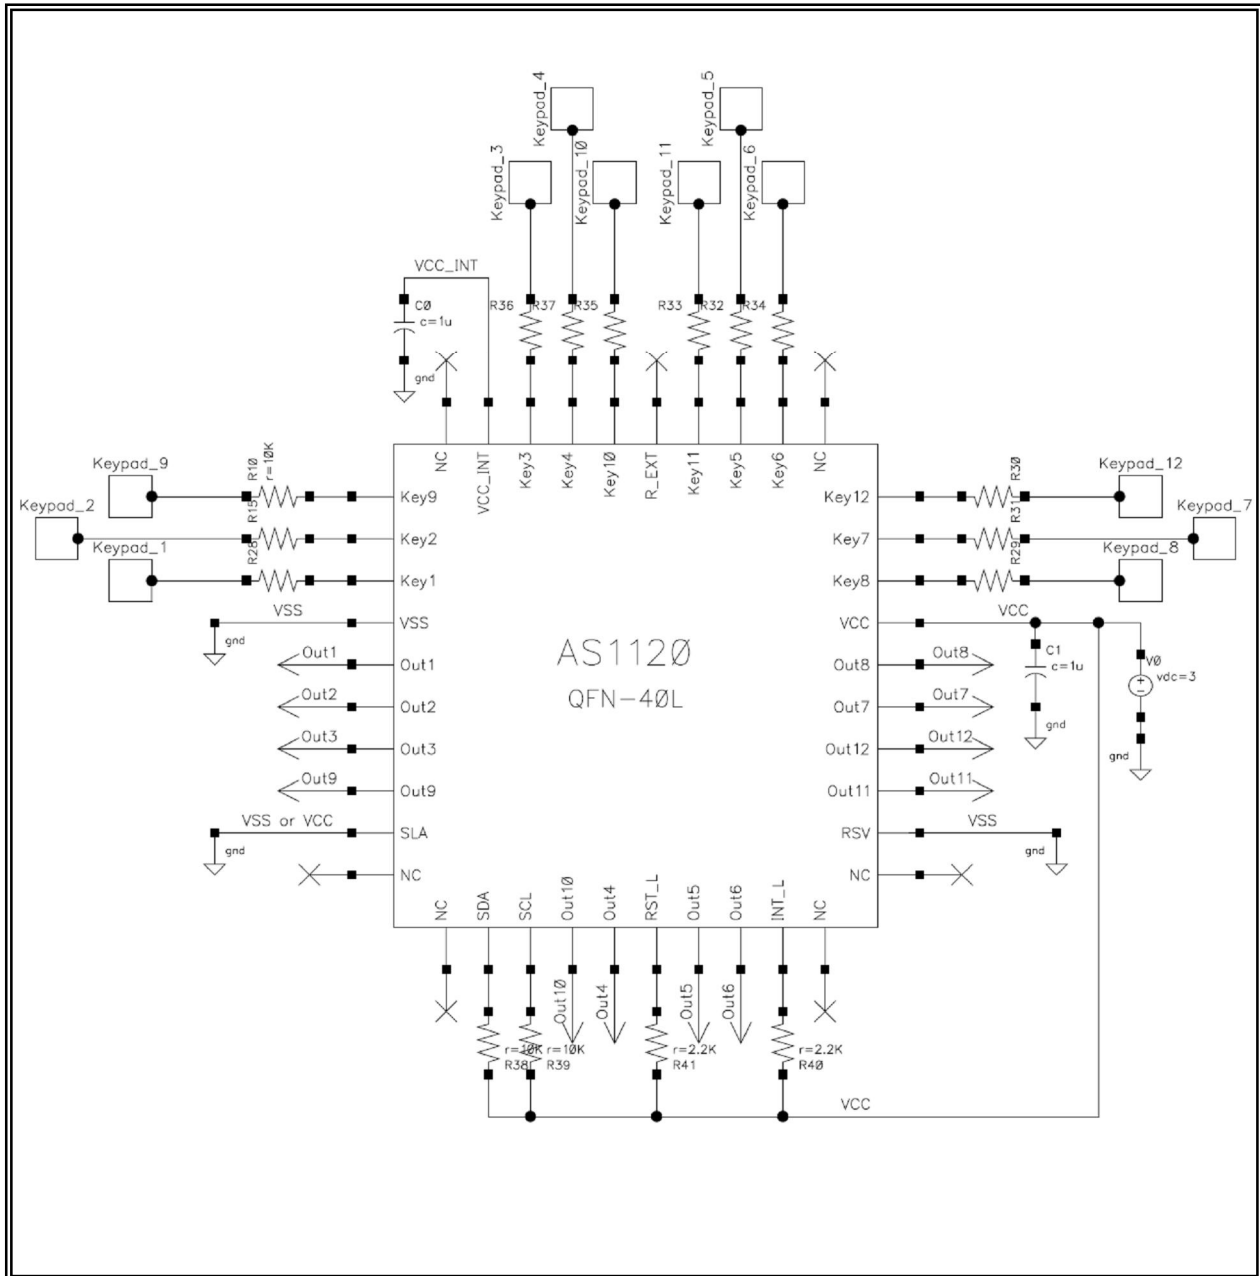 Keypad_4
Keypad_5
Keypad_3
Keypad_10
Keypad_11
Keypad_6
VCC_INT
C0
c=1u
gnd
R36
R37
R35
R33
R32
R34
NC
VCC_INT
Key3
Key4
Key10
R_EXT
Key11
Key5
Key6
NC
Keypad_9
R10
r=10K
Key9
Keypad_2
R15
Key2
Keypad_1
R28
Key1
Key12
R30
Keypad_12
Key7
R31
Keypad_7
Key8
R29
Keypad_8
VSS
gnd
VSS
VCC
VCC
Out1
Out1
Out2
Out2
Out3
Out3
Out9
Out9
VSS or VCC
gnd
SLA
NC
AS1120
QFN-40L
Out8
Out8
Out7
Out7
Out12
Out12
Out11
Out11
RSV
VSS
gnd
NC
C1
c=1u
gnd
V0
vdc=3
gnd
NC
SDA
SCL
Out10
Out4
RST_L
Out5
Out6
INT_L
NC
Out10
Out4
Out5
Out6
r=10K
R38
r=10K
R39
r=2.2K
R41
r=2.2K
R40
VCC